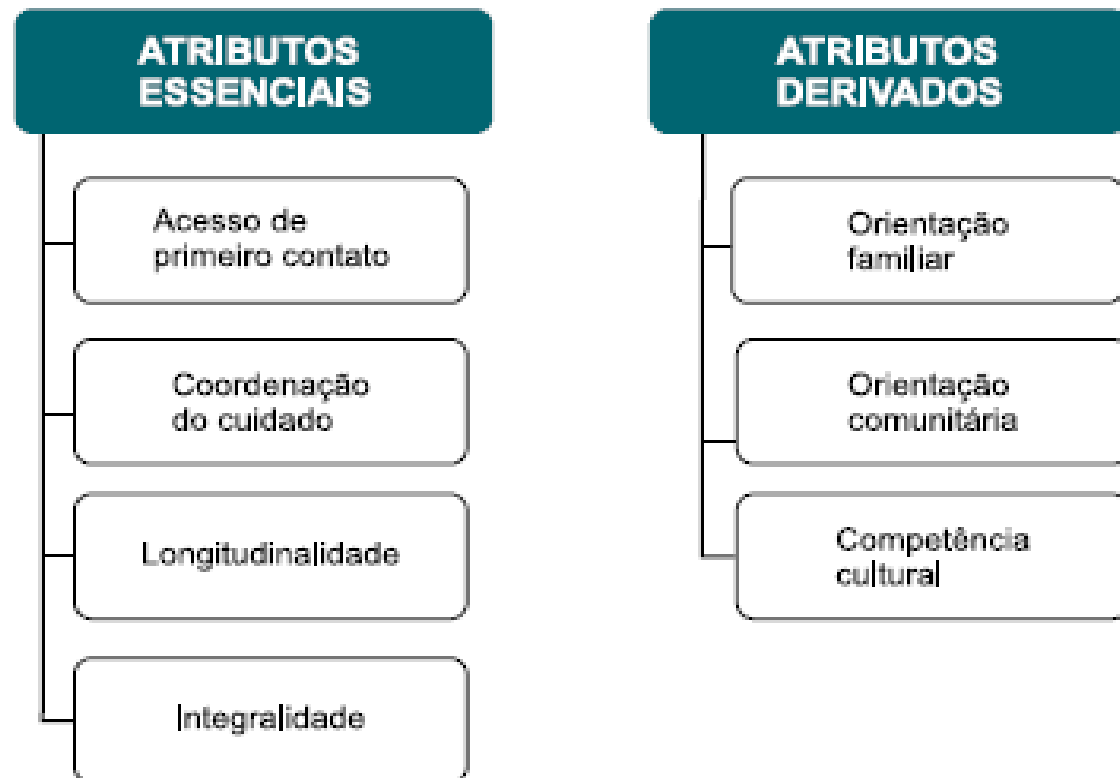 ATRIBUTOS
ESSENCIAIS
Acesso de
primeiro contato
Coordenação
do cuidado
Longitudinalidade
Integralidade
ATRIBUTOS
DERIVADOS
Orientação
familiar
Orientação
comunitária
Competência
cultural